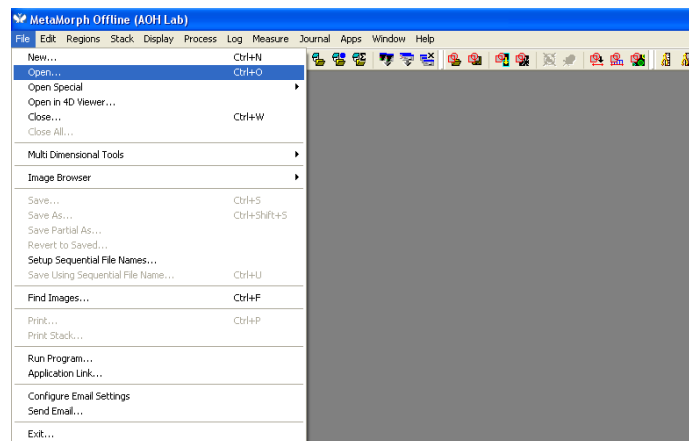 MetaMorph Offline (AOH Lab)
File Edit Regions Stack Display Process Log Measure Journal Apps Window Help
New... Ctrl+N
Open... Ctrl+O
Open Special
Open in 4D Viewer...
Close... Ctrl+W
Close All...
Multi Dimensional Tools
Image Browser
Save... Ctrl+S
Save As... Ctrl+Shift+S
Save Partial As...
Revert to Saved...
Setup Sequential File Names...
Save Using Sequential File Name... Ctrl+U
Find Images... Ctrl+F
Print... Ctrl+P
Print Stack...
Run Program...
Application Link...
Configure Email Settings
Send Email...
Exit...